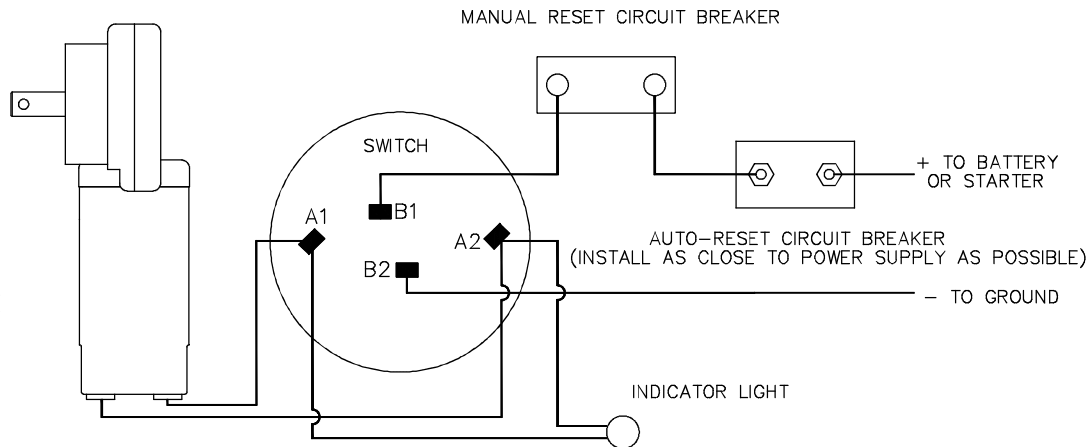 MANUAL RESET CIRCUIT BREAKER
SWITCH
+ TO BATTERY
OR STARTER
B1
A1
A2
AUTO-RESET CIRCUIT BREAKER
(INSTALL AS CLOSE TO POWER SUPPLY AS POSSIBLE)
B2
- TO GROUND
INDICATOR LIGHT